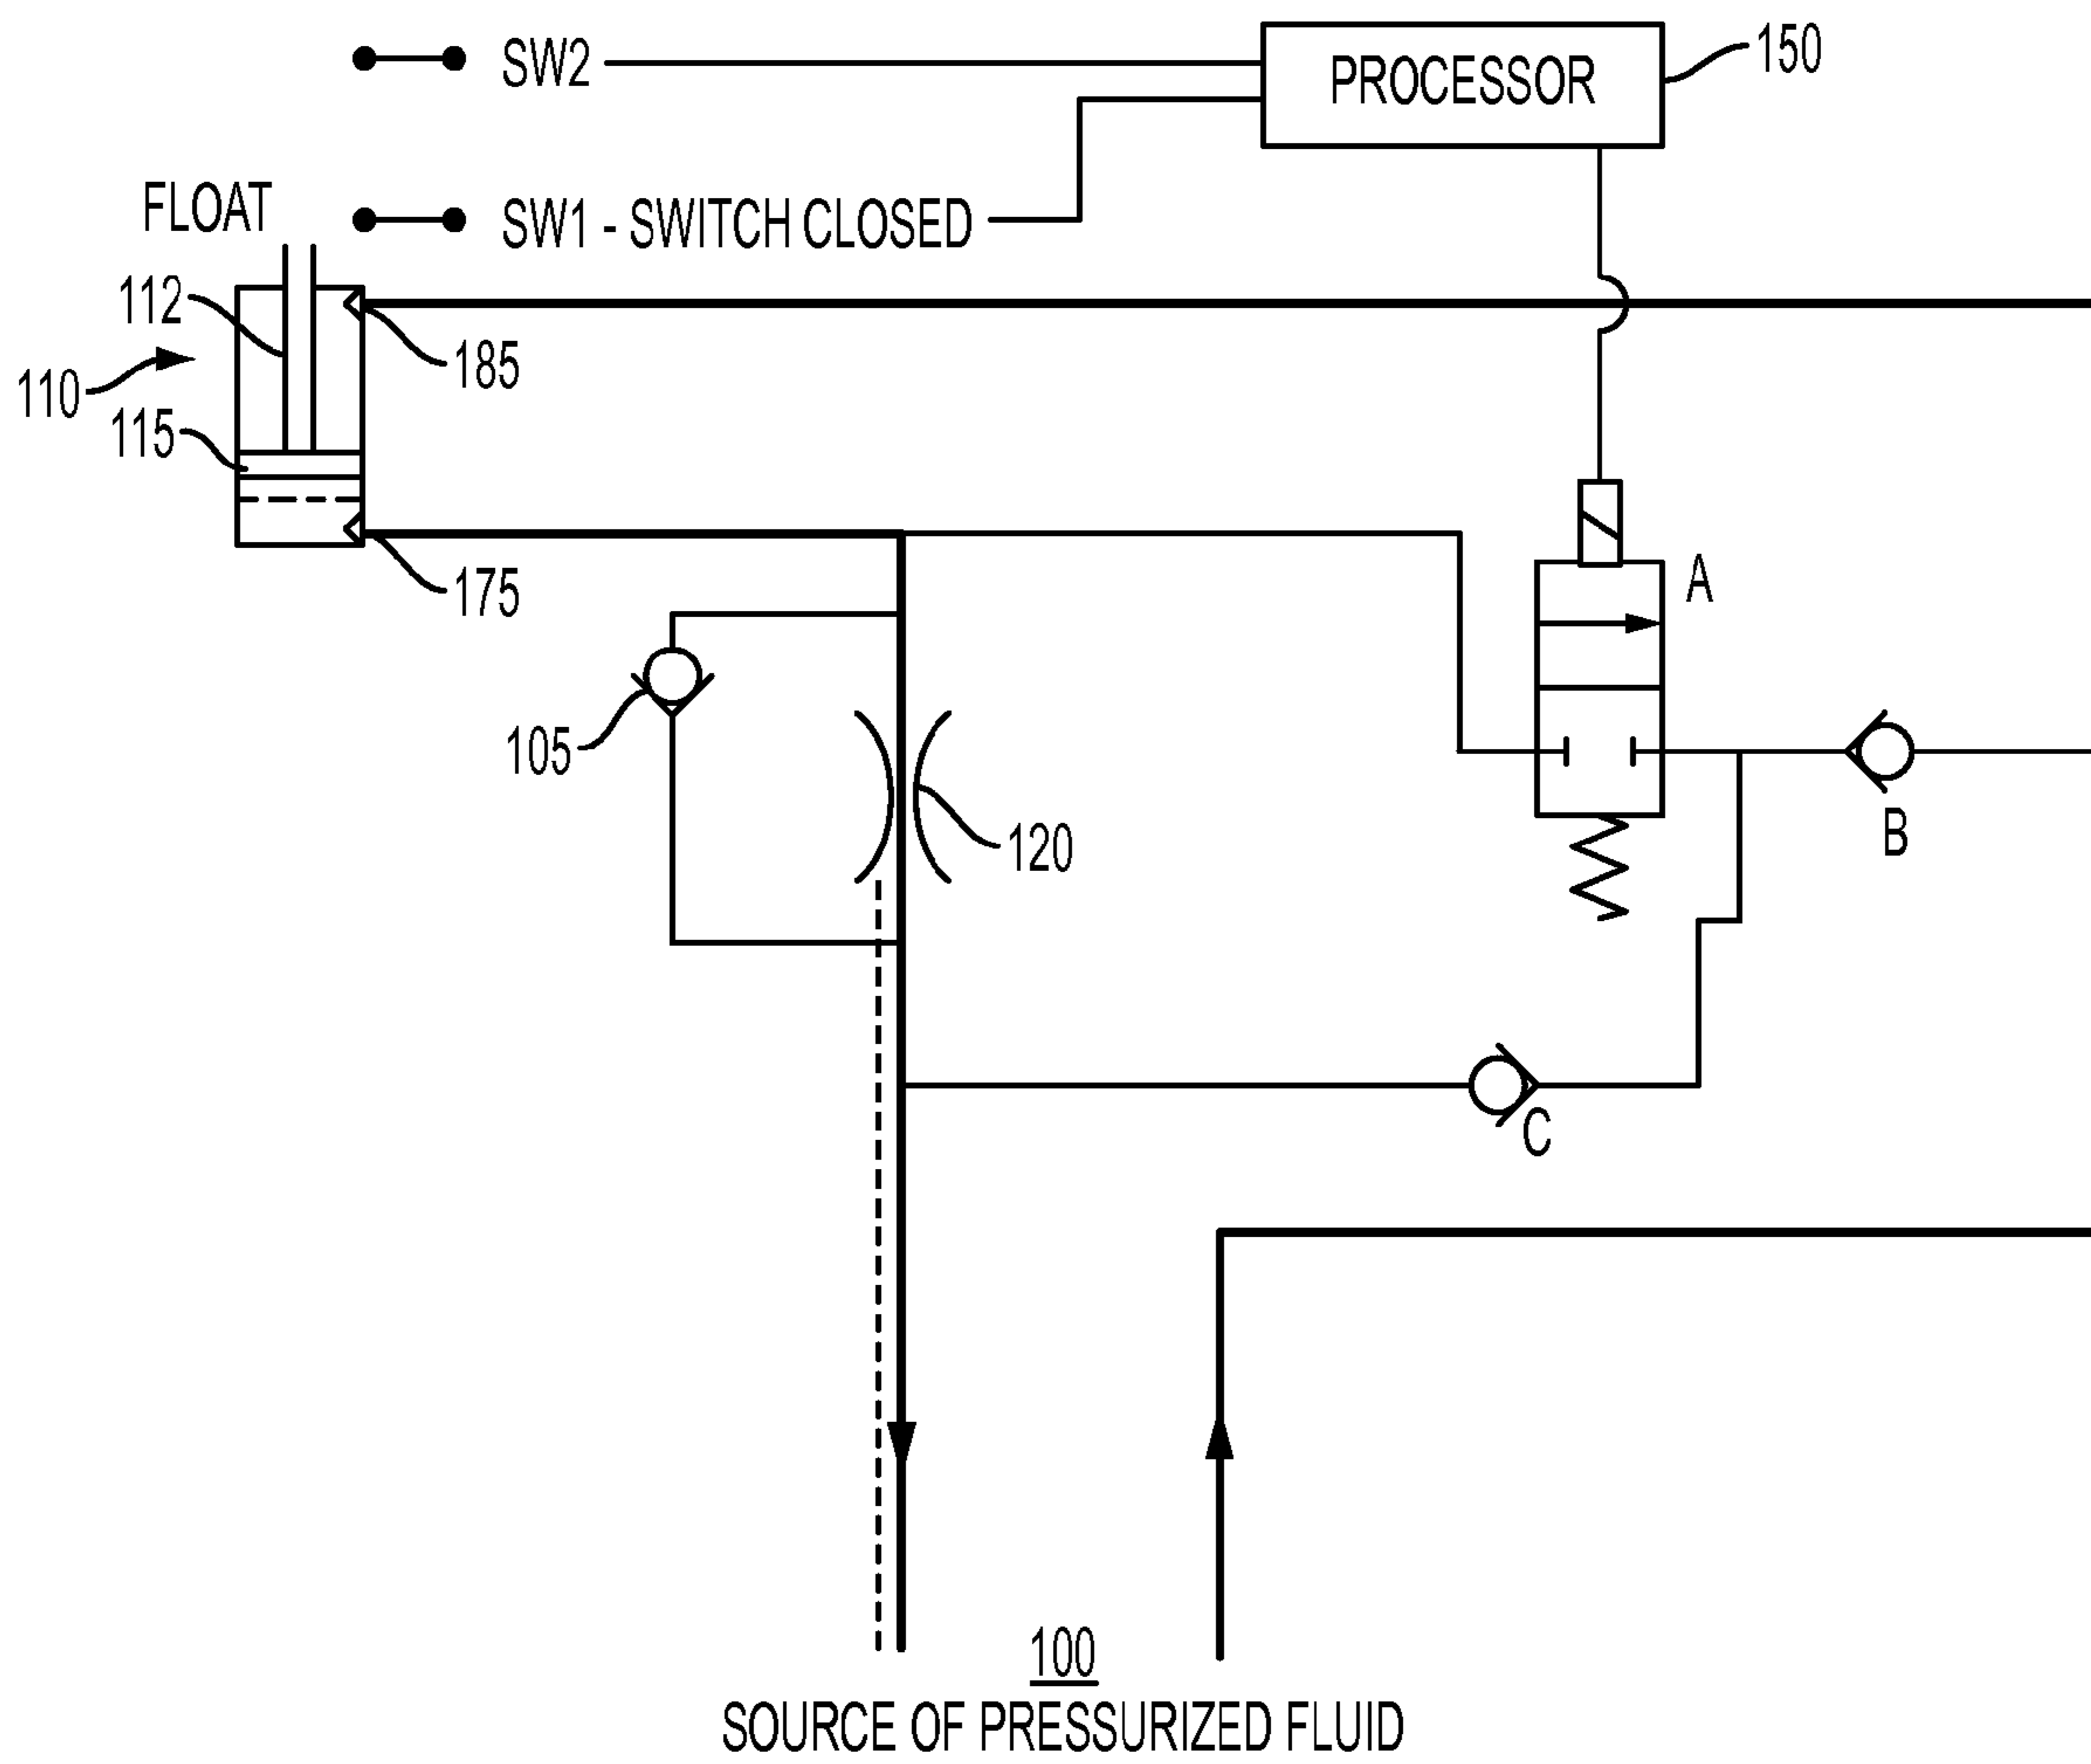 SW2
PROCESSOR
150
FLOAT
SW1 - SWITCH CLOSED
112
185
110
115
A
175
105
120
B
C
100
SOURCE OF PRESSURIZED FLUID